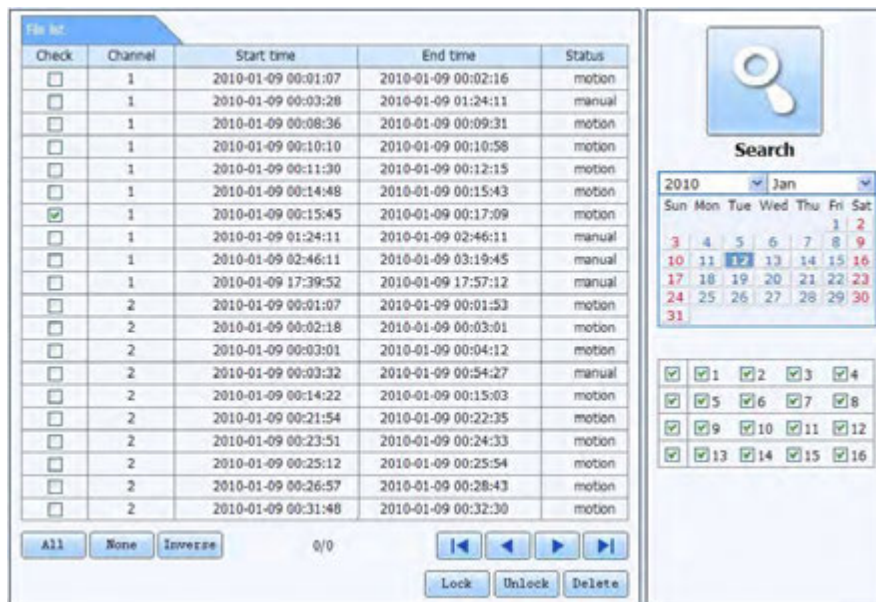 File list
Check Channel Start time End time Status
1 2010-01-09 00:01:07 2010-01-09 00:02:16 motion
1 2010-01-09 00:03:28 2010-01-09 01:24:11 manual
1 2010-01-09 00:08:36 2010-01-09 00:09:31 motion
1 2010-01-09 00:10:10 2010-01-09 00:10:58 motion
1 2010-01-09 00:11:30 2010-01-09 00:12:15 motion
1 2010-01-09 00:14:48 2010-01-09 00:15:43 motion
1 2010-01-09 00:15:45 2010-01-09 00:17:09 motion
1 2010-01-09 01:24:11 2010-01-09 02:46:11 manual
1 2010-01-09 02:46:11 2010-01-09 03:19:45 manual
1 2010-01-09 17:39:52 2010-01-09 17:57:12 manual
2 2010-01-09 00:01:07 2010-01-09 00:01:53 motion
2 2010-01-09 00:02:18 2010-01-09 00:03:01 motion
2 2010-01-09 00:03:01 2010-01-09 00:04:12 motion
2 2010-01-09 00:03:32 2010-01-09 00:54:27 manual
2 2010-01-09 00:14:22 2010-01-09 00:15:03 motion
2 2010-01-09 00:21:54 2010-01-09 00:22:35 motion
2 2010-01-09 00:23:51 2010-01-09 00:24:33 motion
2 2010-01-09 00:25:12 2010-01-09 00:25:54 motion
2 2010-01-09 00:26:57 2010-01-09 00:28:43 motion
2 2010-01-09 00:31:48 2010-01-09 00:32:30 motion
All None Inverse 0/0
Lock Unlock Delete
Search
2010 Jan
Sun Mon Tue Wed Thu Fri Sat
1 2
3 4 5 6 7 8 9
10 11 12 13 14 15 16
17 18 19 20 21 22 23
24 25 26 27 28 29 30
31
1 2 3 4
5 6 7 8
9 10 11 12
13 14 15 16